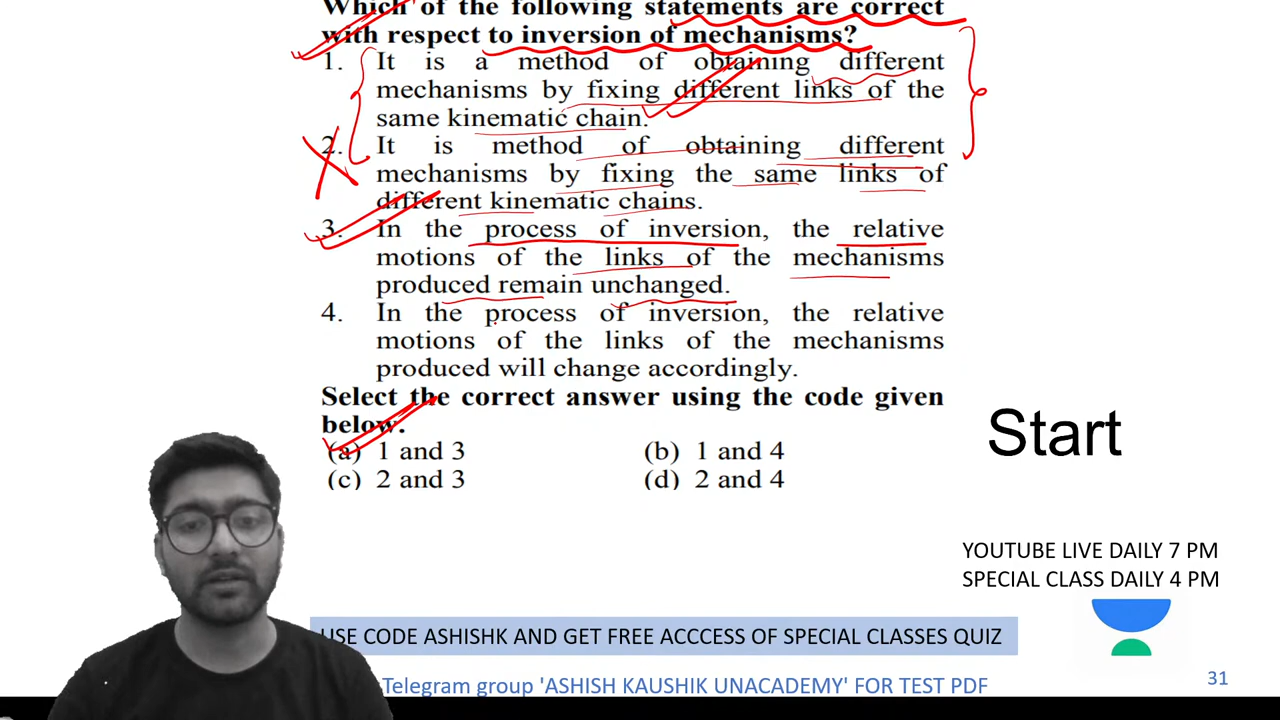 Which of the following statements are correct
with respect to inversion of mechanisms?
1. It is a method of obtaining different
mechanisms by fixing different links of the
same kinematic chain.
2. It is method of obtaining different
mechanisms by fixing the same links of
different kinematic chains.
3. In the process of inversion, the relative
motions of the links of the mechanisms
produced remain unchanged.
4. In the process of inversion, the relative
motions of the links of the mechanisms
produced will change accordingly.
Select the correct answer using the code given
below.
(a) 1 and 3 (b) 1 and 4
(c) 2 and 3 (d) 2 and 4
Start
YOUTUBE LIVE DAILY 7 PM
SPECIAL CLASS DAILY 4 PM
USE CODE ASHISHK AND GET FREE ACCCESS OF SPECIAL CLASSES QUIZ
Telegram group 'ASHISH KAUSHIK UNACADEMY' FOR TEST PDF
31